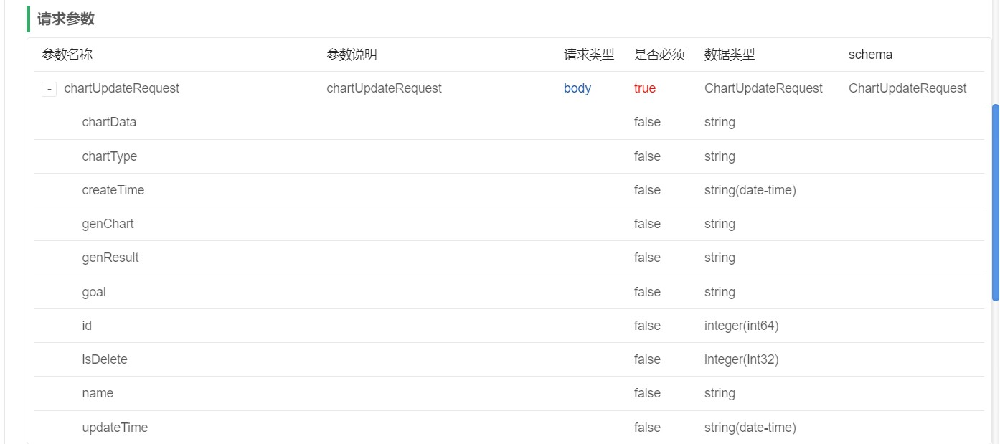 请求参数
参数名称 参数说明 请求类型 是否必须 数据类型 schema
- chartUpdateRequest chartUpdateRequest body true ChartUpdateRequest ChartUpdateRequest
chartData false string
chartType false string
createTime false string(date-time)
genChart false string
genResult false string
goal false string
id false integer(int64)
isDelete false integer(int32)
name false string
updateTime false string(date-time)